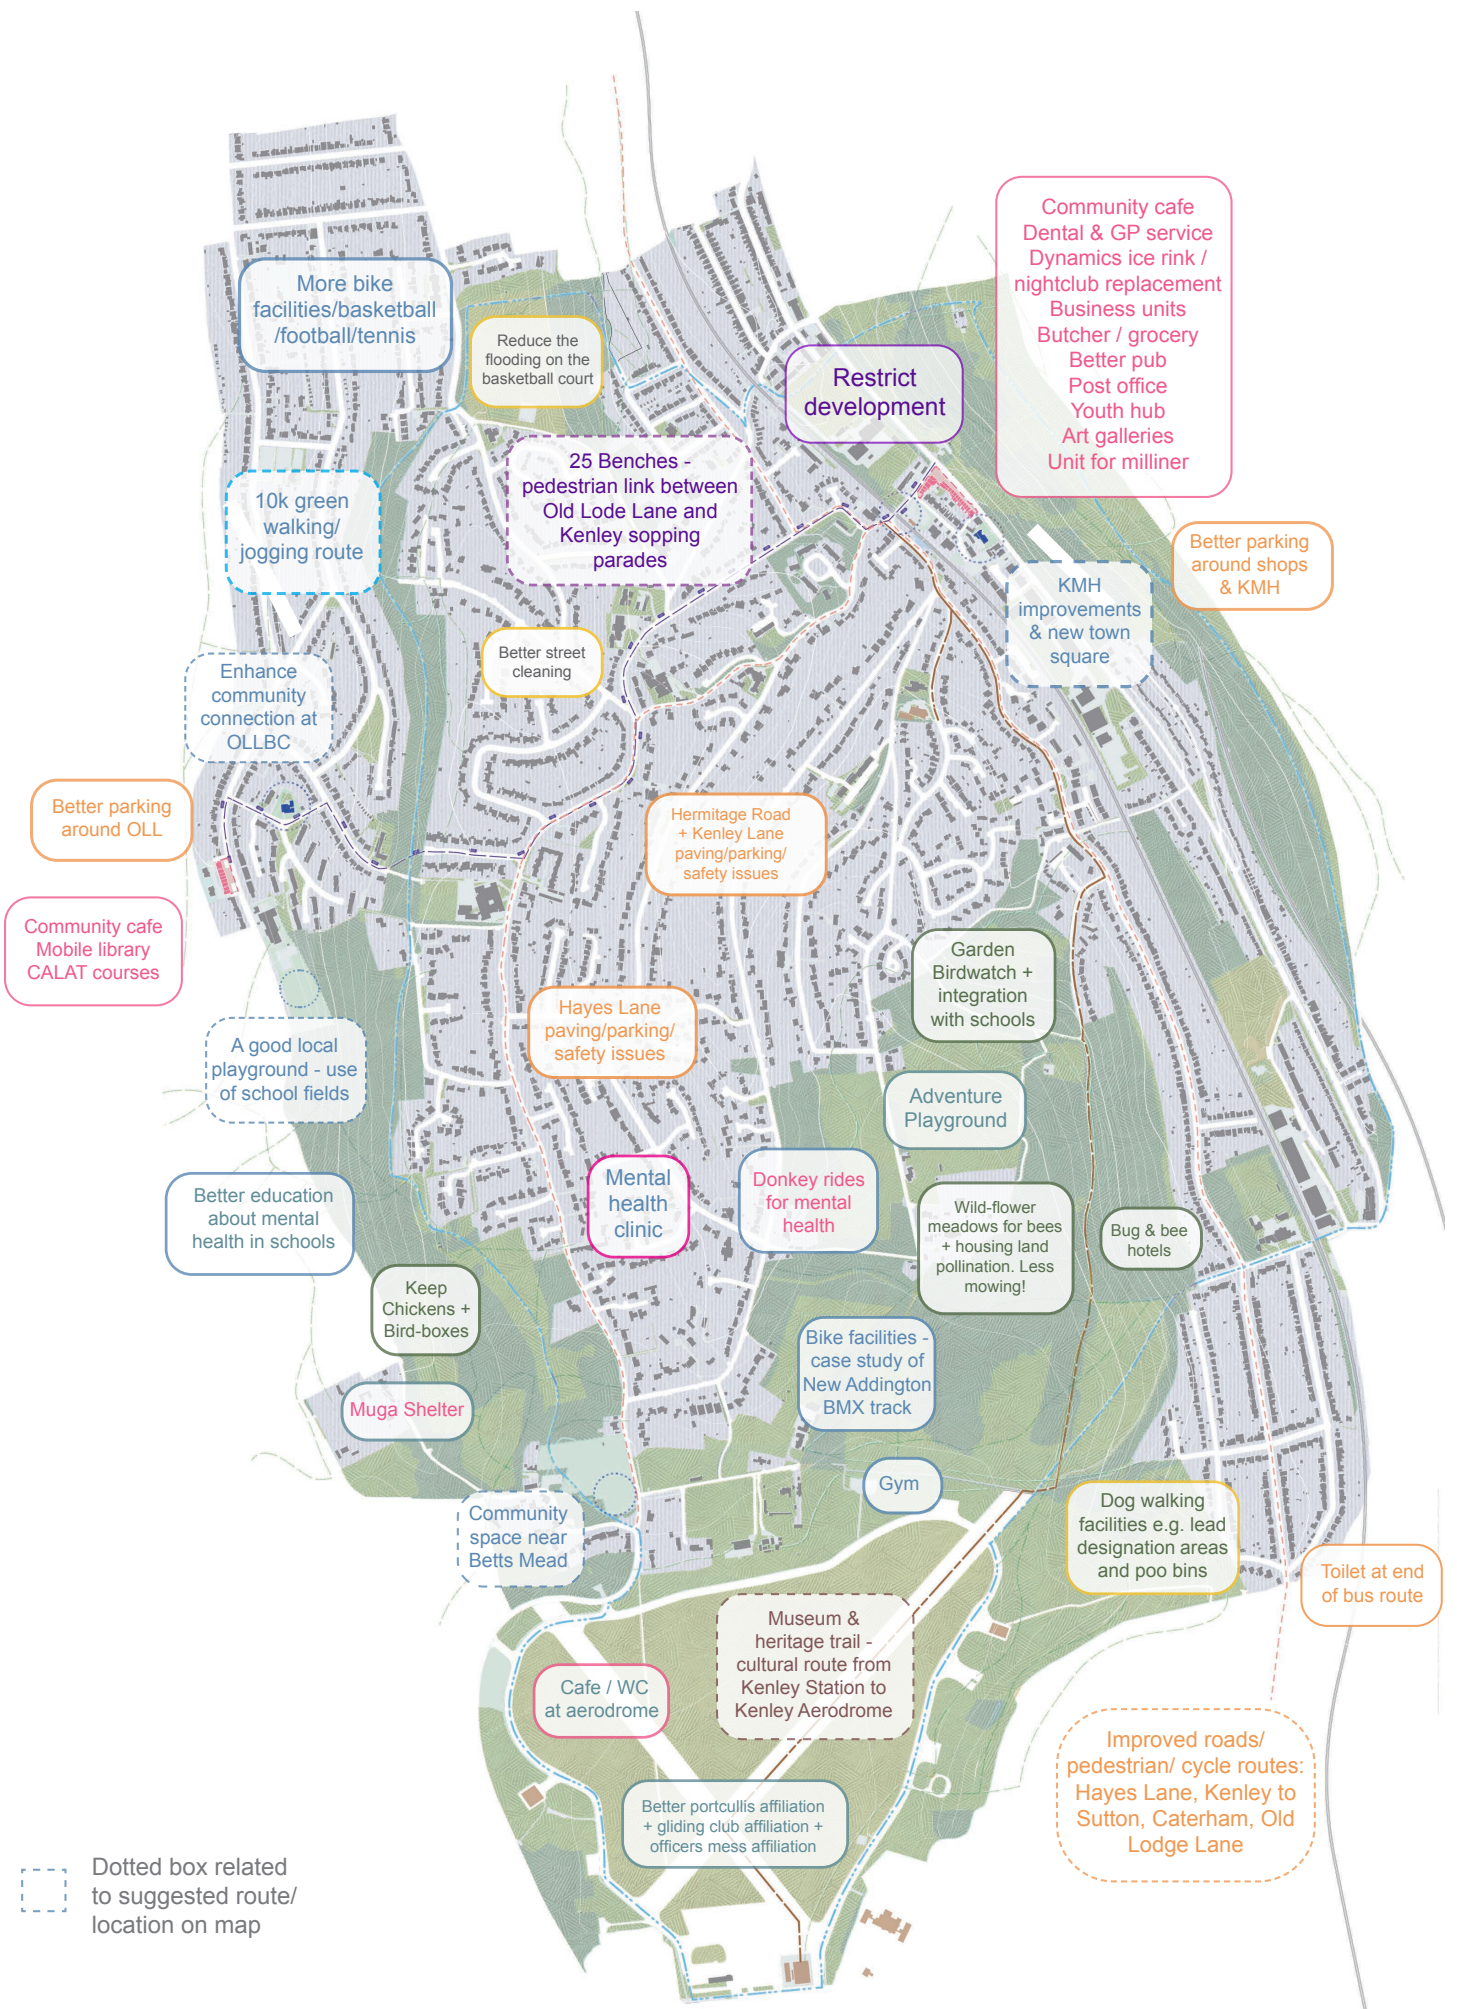 Community cafe
Dental & GP service
Dynamics ice rink /
nightclub replacement
Business units
Butcher / grocery
Better pub
Post office
Youth hub
Art galleries
Unit for milliner
More bike
facilities/basketball
/football/tennis
Reduce the
flooding on the
basketball court
Restrict
development
25 Benches -
pedestrian link between
Old Lode Lane and
Kenley sopping
parades
10k green
walking/
jogging route
Better parking
around shops
& KMH
KMH
improvements
& new town
square
Better street
cleaning
Enhance
community
connection at
OLLBC
Better parking
around OLL
Hermitage Road
+ Kenley Lane
paving/parking/
safety issues
Community cafe
Mobile library
CALAT courses
Garden
Birdwatch +
integration
with schools
Hayes Lane
paving/parking/
safety issues
A good local
playground - use
of school fields
Adventure
Playground
Better education
about mental
health in schools
Mental
health
clinic
Donkey rides
for mental
health
Wild-flower
meadows for bees
+ housing land
pollination. Less
mowing!
Bug & bee
hotels
Keep
Chickens +
Bird-boxes
Bike facilities -
case study of
New Addington
BMX track
Muga Shelter
Gym
Community
space near
Betts Mead
Dog walking
facilities e.g. lead
designation areas
and poo bins
Toilet at end
of bus route
Museum &
heritage trail -
cultural route from
Kenley Station to
Kenley Aerodrome
Cafe / WC
at aerodrome
Improved roads/
pedestrian/ cycle routes:
Hayes Lane, Kenley to
Sutton, Caterham, Old
Lodge Lane
Better portcullis affiliation
+ gliding club affiliation +
officers mess affiliation
Dotted box related
to suggested route/
location on map